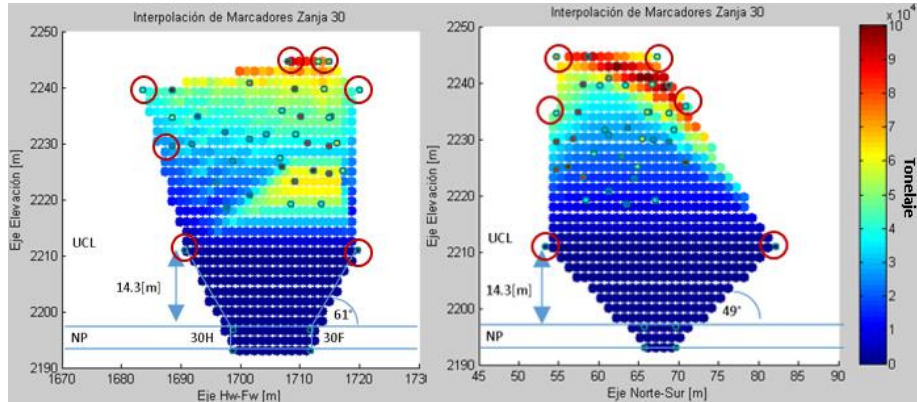 Interpolación de Marcadores Zanja 30
2250
2240
2230
2220
2210
2200
2190
Eje Elevación [m]
UCL
14.3[m]
NP
30H
30F
61°
1670
1680
1690
1700
1710
1720
173
Eje Hw-Fw [m]
Interpolación de Marcadores Zanja 30
2250
2240
2230
2220
2210
2200
2190
Eje Elevación [m]
UCL
14.3[m]
NP
49°
45
50
55
60
65
70
75
80
85
90
Eje Norte-Sur [m]
x 10⁴
10
9
8
7
6
5
4
3
2
1
0
Tonelaje